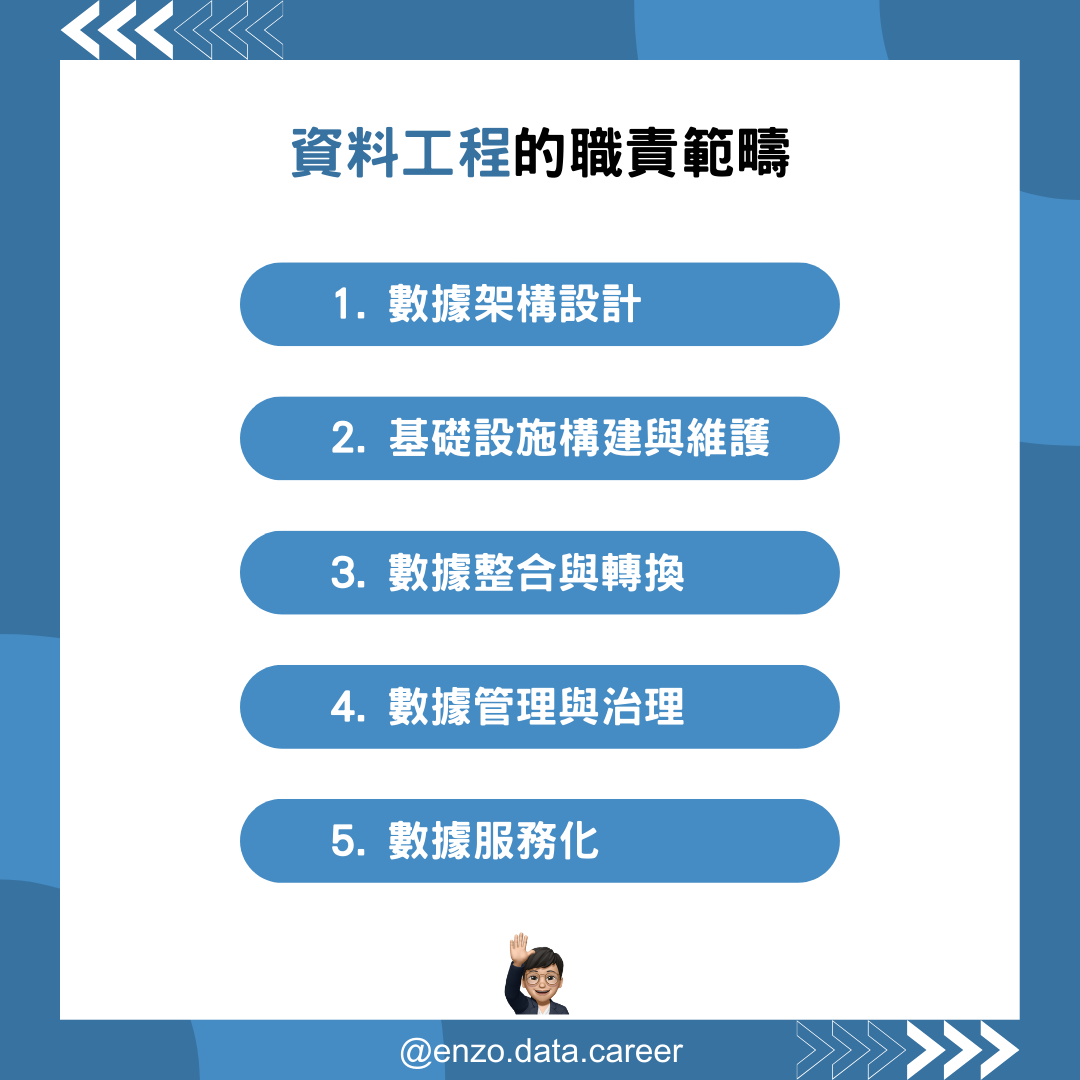 資料工程的職責範疇
1. 數據架構設計
2. 基礎設施構建與維護
3. 數據整合與轉換
4. 數據管理與治理
5. 數據服務化
@enzo.data.career